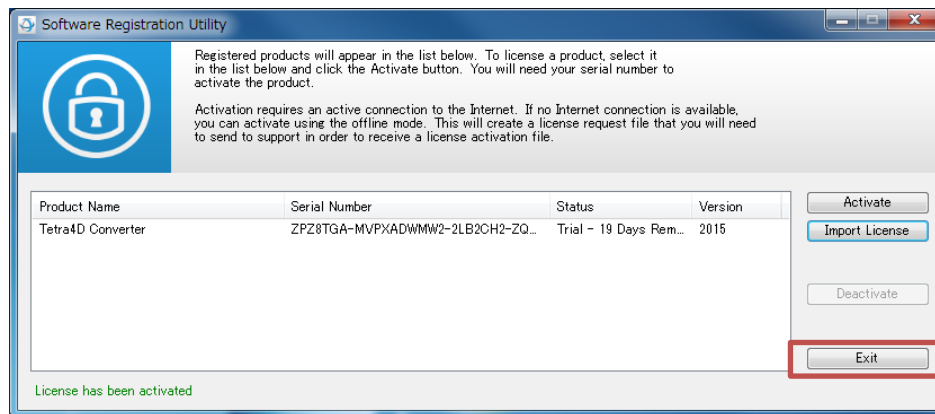 Software Registration Utility
Registered products will appear in the list below. To license a product, select it
in the list below and click the Activate button. You will need your serial number to
activate the product.
Activation requires an active connection to the Internet. If no Internet connection is available,
you can activate using the offline mode. This will create a license request file that you will need
to send to support in order to receive a license activation file.
Product Name Serial Number Status Version
Tetra4D Converter ZPZ8TGA-MVPXADWMW2-2LB2CH2-ZQ... Trial - 19 Days Rem... 2015
Activate
Import License
Deactivate
Exit
License has been activated